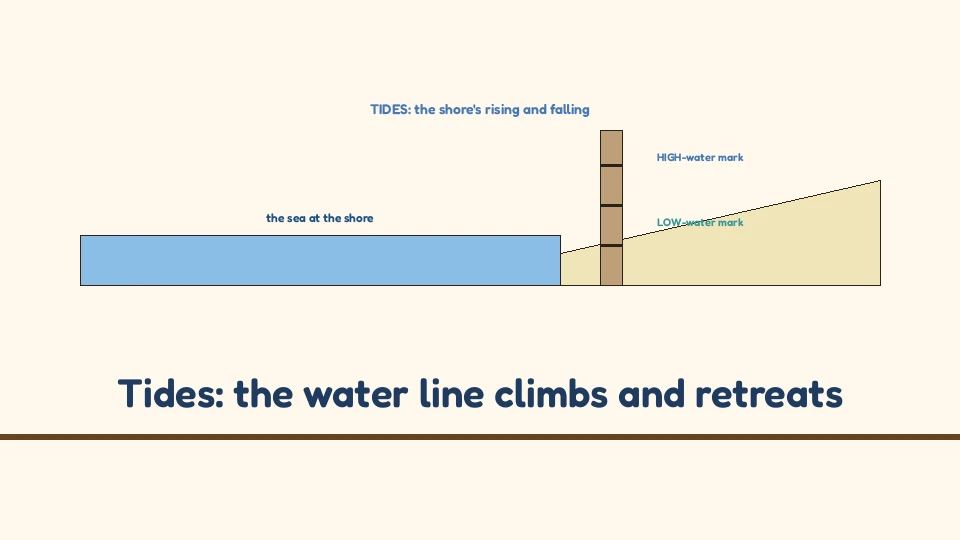 TIDES: the shore's rising and falling
HIGH-water mark
the sea at the shore
LOW-water mark
Tides: the water line climbs and retreats